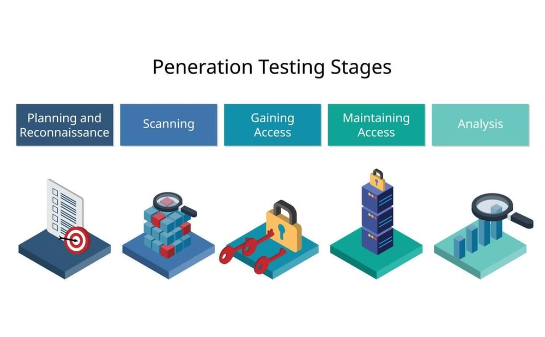 Peneration Testing Stages
Planning and
Reconnaissance
Scanning
Gaining
Access
Maintaining
Access
Analysis